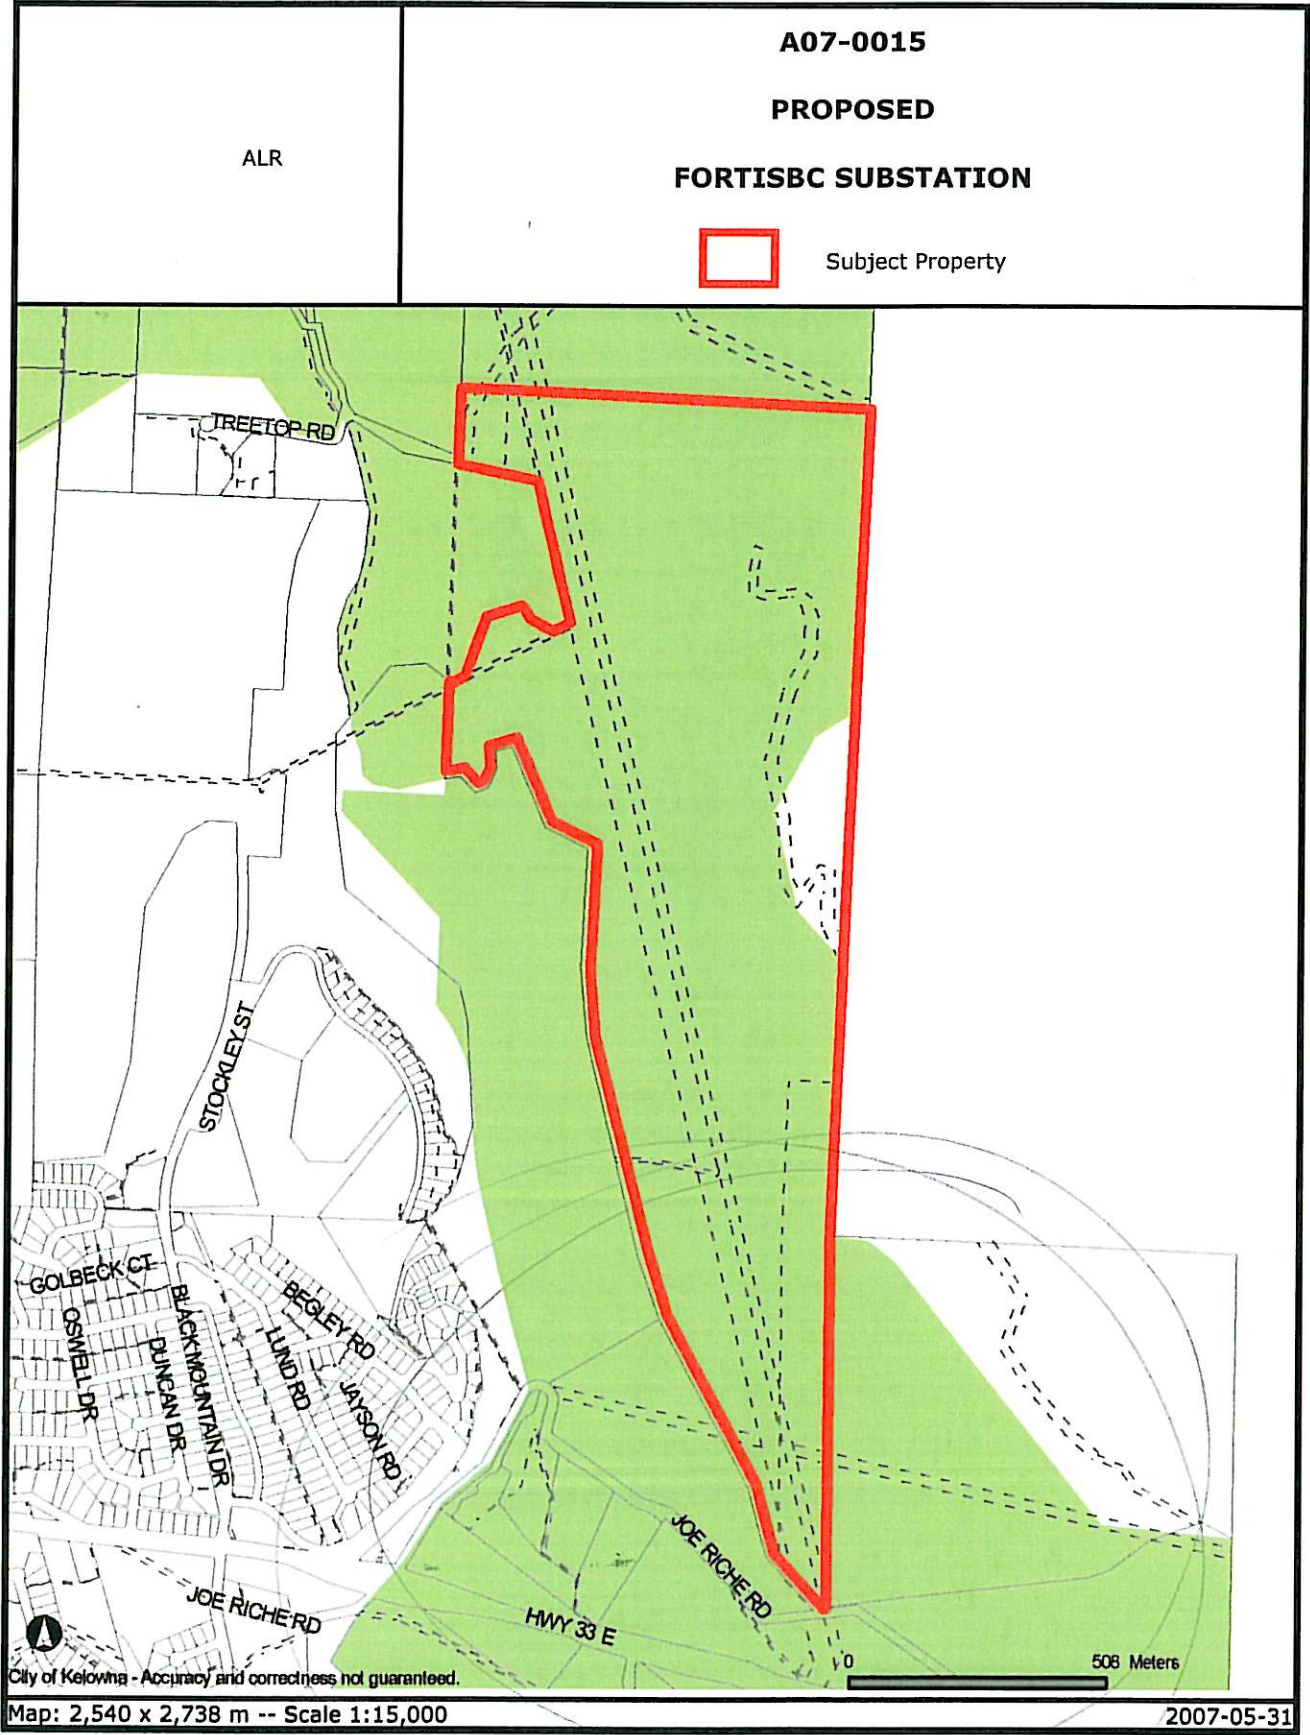 ALR
A07-0015
PROPOSED
FORTISBC SUBSTATION
Subject Property
TREETOP RD
STOCKLEY ST
GOLBECK CT
OSWELL DR
DUNCAN DR
BLACK MOUNTAIN DR
BEGLEY RD
LUND RD
JAYSON RD
JOE RICHE RD
JOE RICHE RD
HWY 33 E
0
508 Meters
City of Kelowna - Accuracy and correctness not guaranteed.
Map: 2,540 x 2,738 m -- Scale 1:15,000
2007-05-31